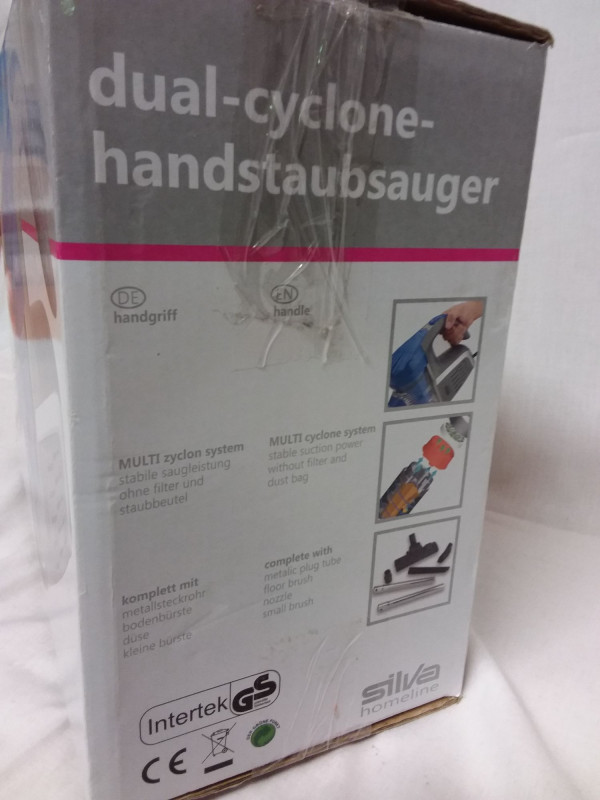 dual-cyclone-
handstaubsauger
DE
handgriff
EN
handle
MULTI zyclon system
stabile saugleistung
ohne filter und
staubbeutel
MULTI cyclone system
stable suction power
without filter and
dust bag
komplett mit
metallsteckrohr
bodenbürste
düse
kleine bürste
complete with
metalic plug tube
floor brush
nozzle
small brush
Intertek GS
CE
silva
homeline